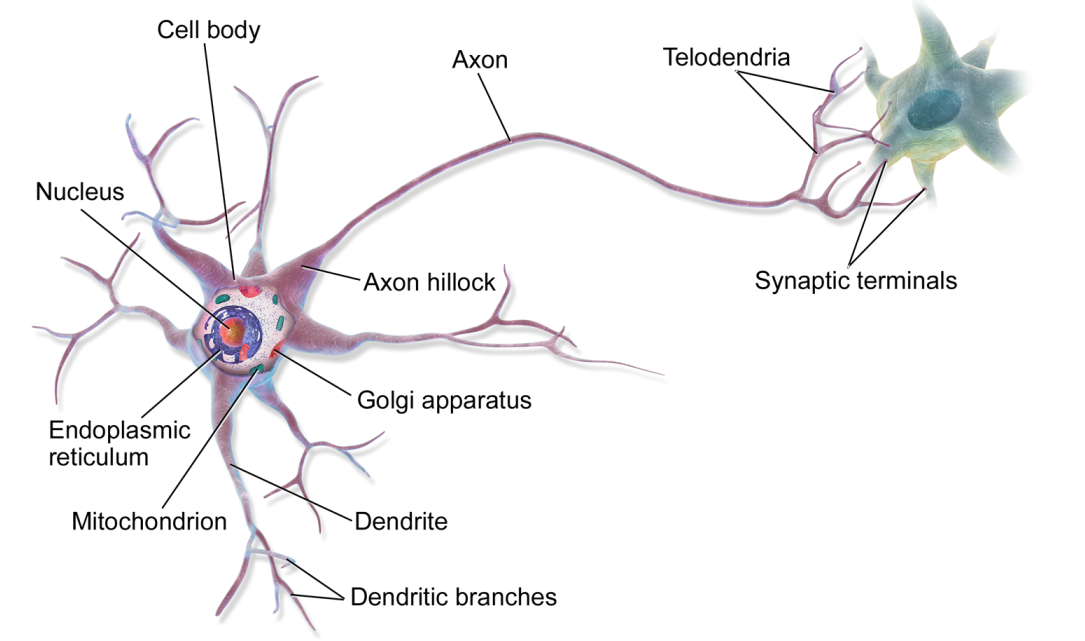 Cell body
Axon
Telodendria
Nucleus
Axon hillock
Synaptic terminals
Golgi apparatus
Endoplasmic
reticulum
Mitochondrion
Dendrite
Dendritic branches